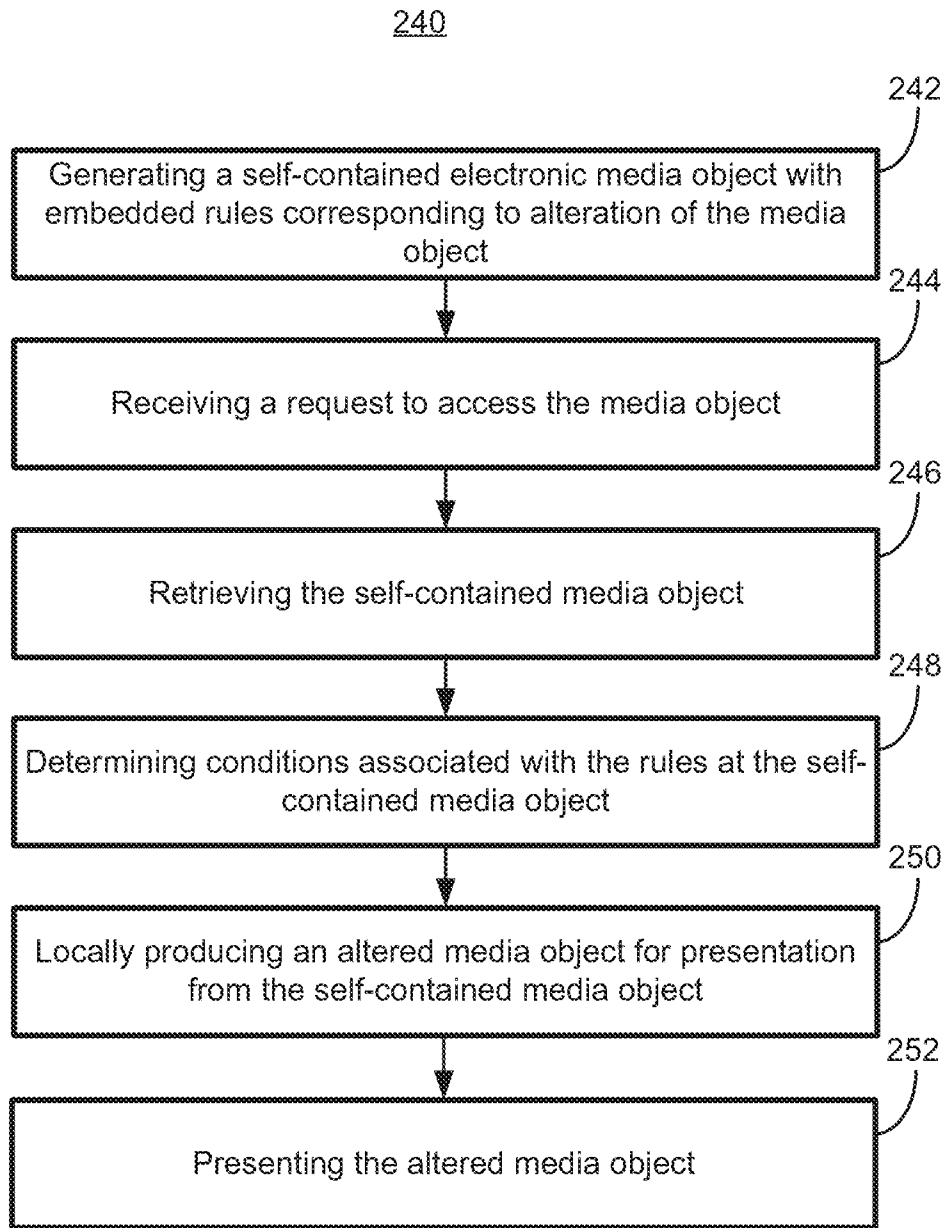 240
242
Generating a self-contained electronic media object with
embedded rules corresponding to alteration of the media
object
244
Receiving a request to access the media object
246
Retrieving the self-contained media object
248
Determining conditions associated with the rules at the self-
contained media object
250
Locally producing an altered media object for presentation
from the self-contained media object
252
Presenting the altered media object